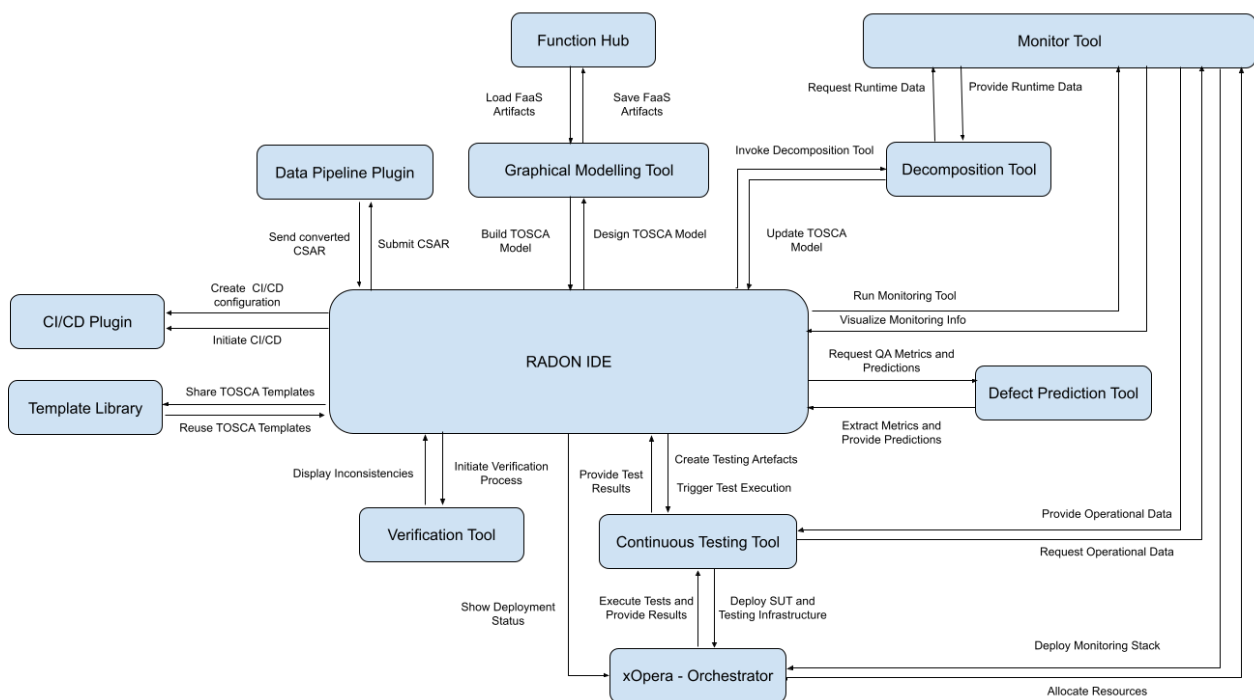 Function Hub
Monitor Tool
Load FaaS
Artifacts
Save FaaS
Artifacts
Request Runtime Data
Provide Runtime Data
Data Pipeline Plugin
Graphical Modelling Tool
Invoke Decomposition Tool
Decomposition Tool
Send converted
CSAR
Submit CSAR
Build TOSCA
Model
Design TOSCA Model
Update TOSCA
Model
Create CI/CD
configuration
CI/CD Plugin
Initiate CI/CD
Run Monitoring Tool
Visualize Monitoring Info
RADON IDE
Request QA Metrics and
Predictions
Defect Prediction Tool
Extract Metrics and
Provide Predictions
Template Library
Share TOSCA Templates
Reuse TOSCA Templates
Display Inconsistencies
Initiate Verification
Process
Provide Test
Results
Create Testing Artefacts
Trigger Test Execution
Verification Tool
Continuous Testing Tool
Provide Operational Data
Request Operational Data
Show Deployment
Status
Execute Tests and
Provide Results
Deploy SUT and
Testing Infrastructure
xOpera - Orchestrator
Deploy Monitoring Stack
Allocate Resources